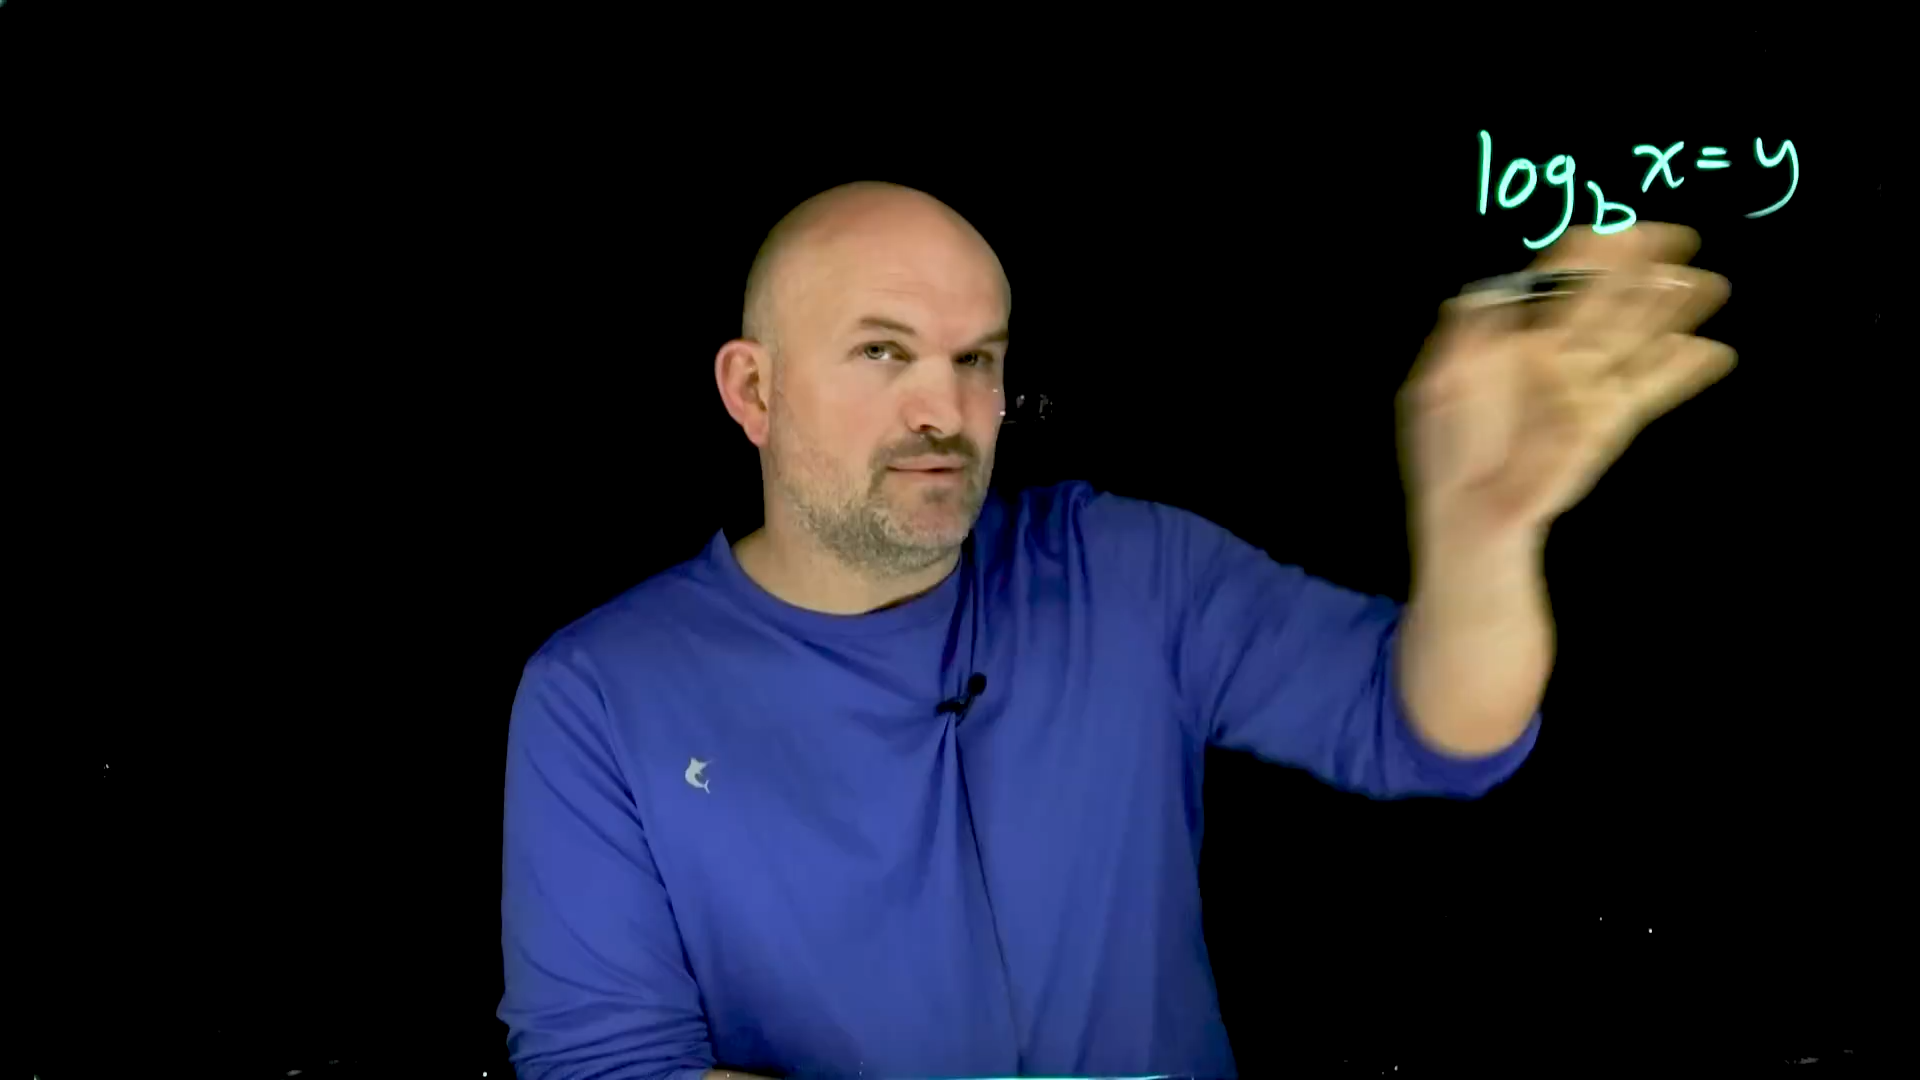 log_b x = y